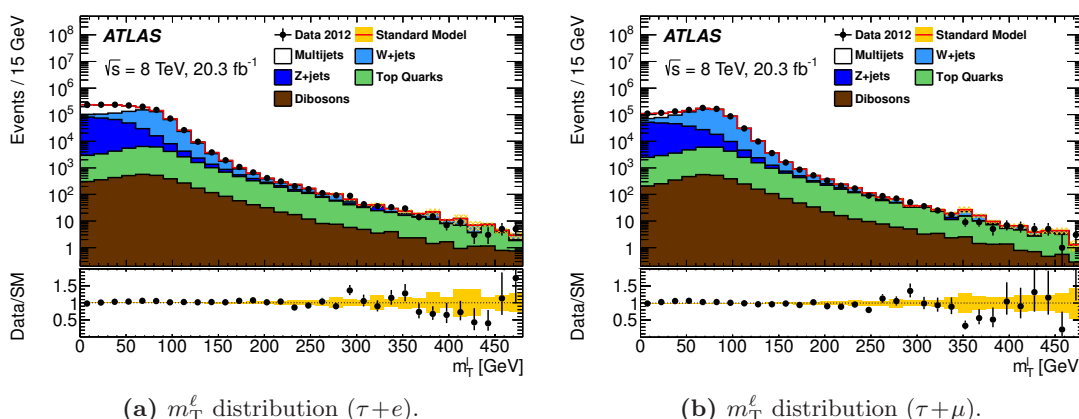 Events / 15 GeV
10⁸
10⁷
10⁶
10⁵
10⁴
10³
10²
10
1
ATLAS
√s = 8 TeV, 20.3 fb⁻¹
Data 2012 Standard Model
Multijets W+jets
Z+jets Top Quarks
Dibosons
Data/SM
1.5
1
0.5
0 50 100 150 200 250 300 350 400 450
m_T^l [GeV]
(a) m_T^ℓ distribution (τ+e).
Events / 15 GeV
10⁸
10⁷
10⁶
10⁵
10⁴
10³
10²
10
1
ATLAS
√s = 8 TeV, 20.3 fb⁻¹
Data 2012 Standard Model
Multijets W+jets
Z+jets Top Quarks
Dibosons
Data/SM
1.5
1
0.5
0 50 100 150 200 250 300 350 400 450
m_T^l [GeV]
(b) m_T^ℓ distribution (τ+μ).